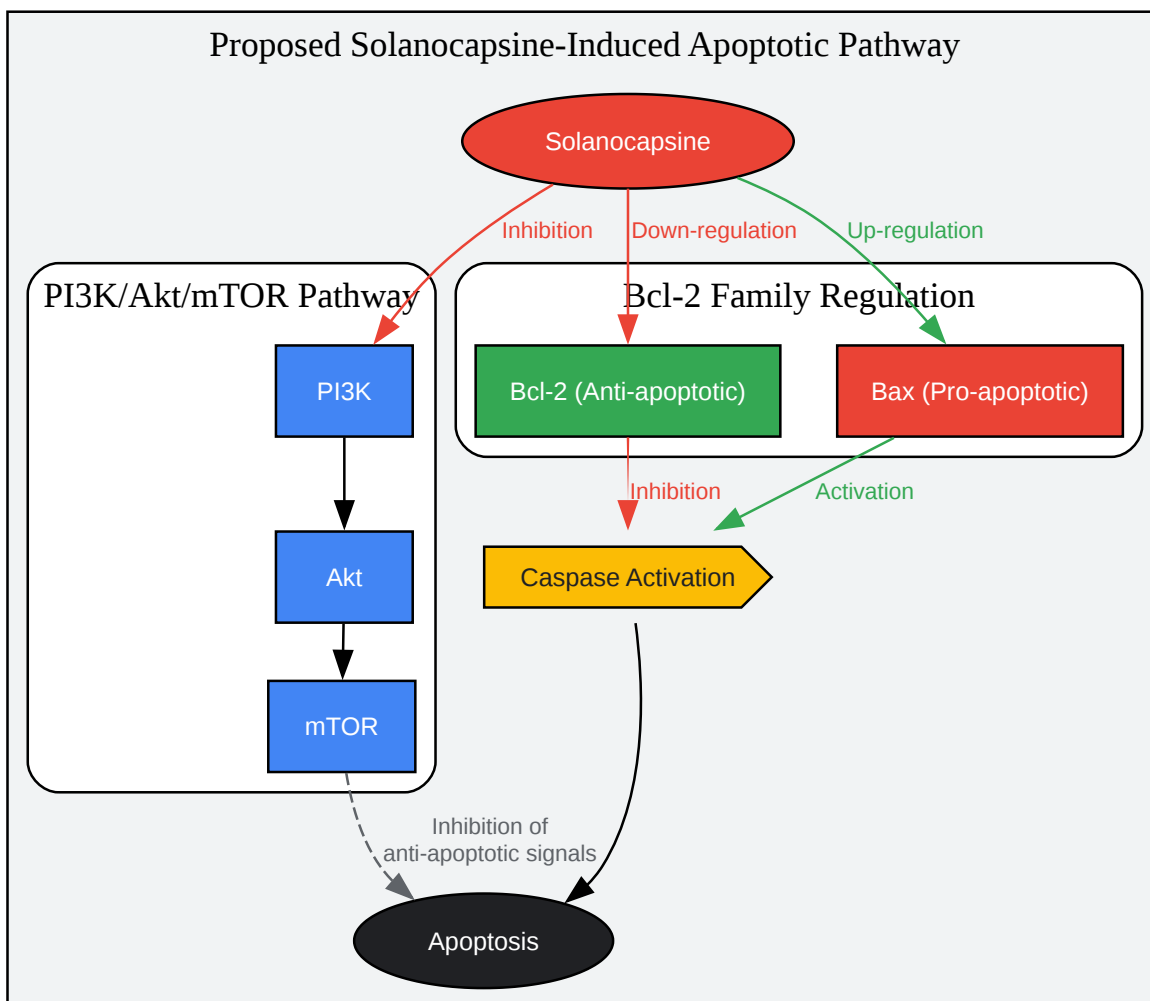 Proposed Solanocapsine-Induced Apoptotic Pathway
Solanocapsine
Inhibition
Down-regulation
Up-regulation
PI3K/Akt/mTOR Pathway
Bcl-2 Family Regulation
PI3K
Bcl-2 (Anti-apoptotic)
Bax (Pro-apoptotic)
Inhibition
Activation
Akt
Caspase Activation
mTOR
Inhibition of
anti-apoptotic signals
Apoptosis